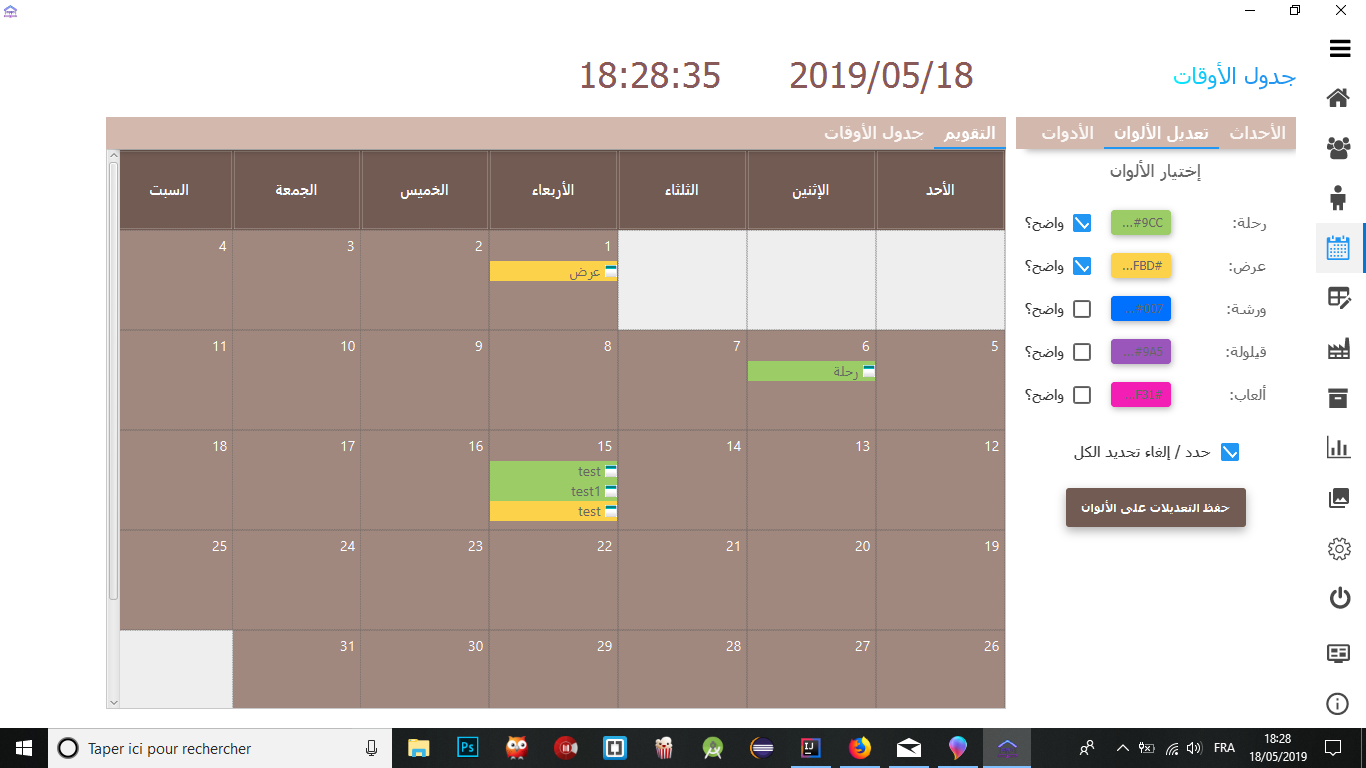 18:28:35
2019/05/18
جدول الأوقات
الأحداث
تعديل الألوان
الأدوات
التقويم
جدول الأوقات
إختيار الألوان
رحلة:
#9CC...
واضح؟
عرض:
#FBD...
واضح؟
ورشة:
#007...
واضح؟
قيلولة:
#9A5...
واضح؟
ألعاب:
#F31...
واضح؟
حدد / إلغاء تحديد الكل
حفظ التعديلات على الألوان
الأحد
الإثنين
الثلثاء
الأربعاء
الخميس
الجمعة
السبت
1
2
3
4
عرض
5
6
7
8
9
10
11
رحلة
12
13
14
15
16
17
18
test
test1
test
19
20
21
22
23
24
25
26
27
28
29
30
31
Taper ici pour rechercher
Ps
IJ
FRA
18:28
18/05/2019